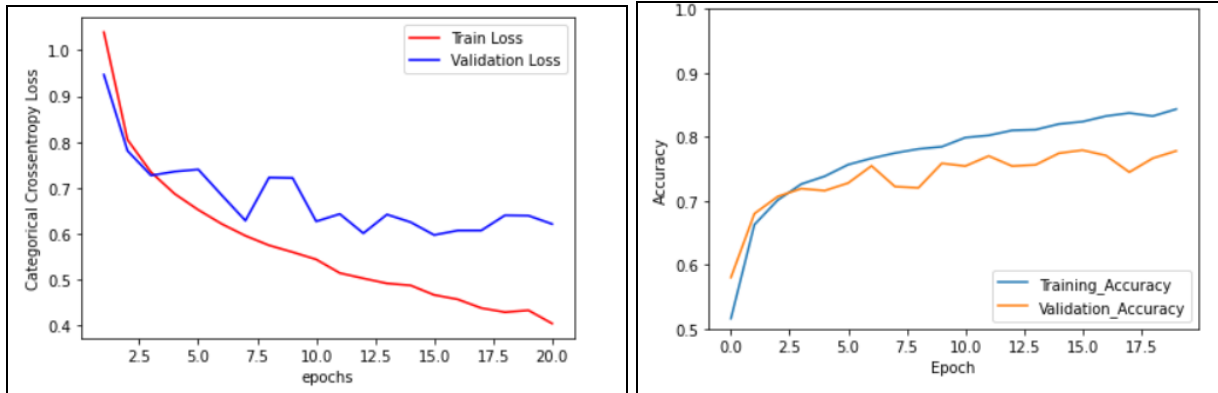 Train Loss
Validation Loss
Categorical Crossentropy Loss
1.0
0.9
0.8
0.7
0.6
0.5
0.4
2.5 5.0 7.5 10.0 12.5 15.0 17.5 20.0
epochs
1.0
0.9
0.8
0.7
0.6
0.5
Accuracy
Training_Accuracy
Validation_Accuracy
0.0 2.5 5.0 7.5 10.0 12.5 15.0 17.5
Epoch